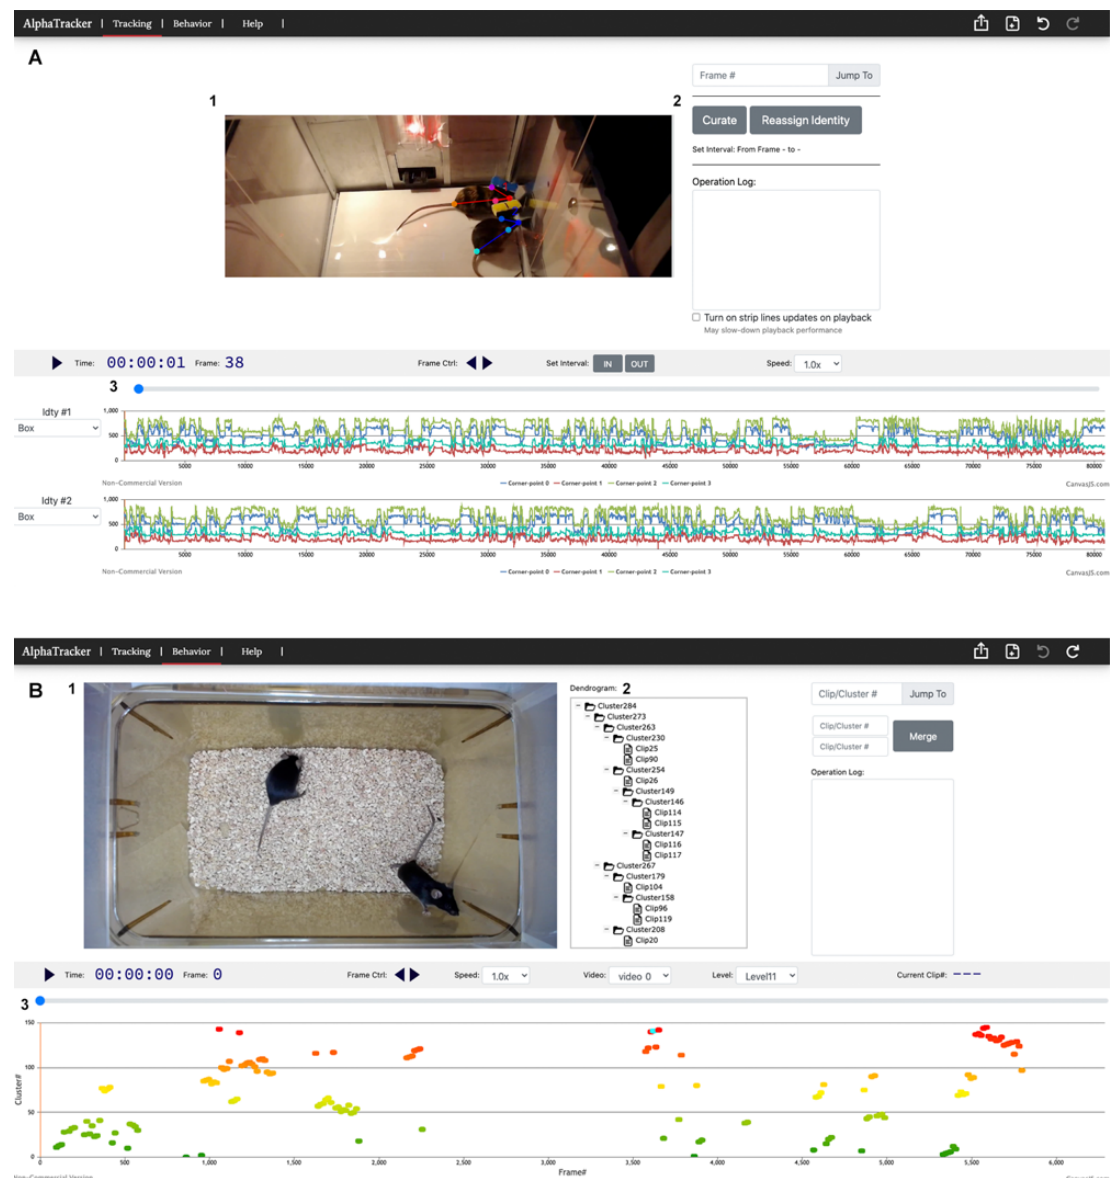 AlphaTracker | Tracking | Behavior | Help |
A
1
2
Frame # Jump To
Curate Reassign Identity
Set Interval: From Frame - to -
Operation Log:
Turn on strip lines updates on playback
May slow-down playback performance
Time: 00:00:01 Frame: 38 Frame Ctrl: Set Interval: IN OUT Speed: 1.0x
3
Idty #1
Box
1,000
500
0
5000 10000 15000 20000 25000 30000 35000 40000 45000 50000 55000 60000 65000 70000 75000 80000
Non-Commercial Version Corner-point 0 Corner-point 1 Corner-point 2 Corner-point 3 CanvasJS.com
Idty #2
Box
1,000
500
0
5000 10000 15000 20000 25000 30000 35000 40000 45000 50000 55000 60000 65000 70000 75000 80000
Non-Commercial Version Corner-point 0 Corner-point 1 Corner-point 2 Corner-point 3 CanvasJS.com
AlphaTracker | Tracking | Behavior | Help |
B
1
Dendrogram: 2
Cluster284
Cluster273
Cluster263
Cluster230
Clip25
Clip90
Cluster254
Clip26
Cluster149
Cluster146
Clip114
Clip115
Cluster147
Clip116
Clip117
Cluster267
Cluster179
Clip104
Cluster158
Clip96
Clip119
Cluster208
Clip20
Clip/Cluster # Jump To
Clip/Cluster #
Clip/Cluster #
Merge
Operation Log:
Time: 00:00:00 Frame: 0 Frame Ctrl: Speed: 1.0x Video: video 0 Level: Level11 Current Clip#: ---
3
150
100
50
0
Cluster#
0 500 1,000 1,500 2,000 2,500 3,000 3,500 4,000 4,500 5,000 5,500 6,000
Frame#
Non-Commercial Version